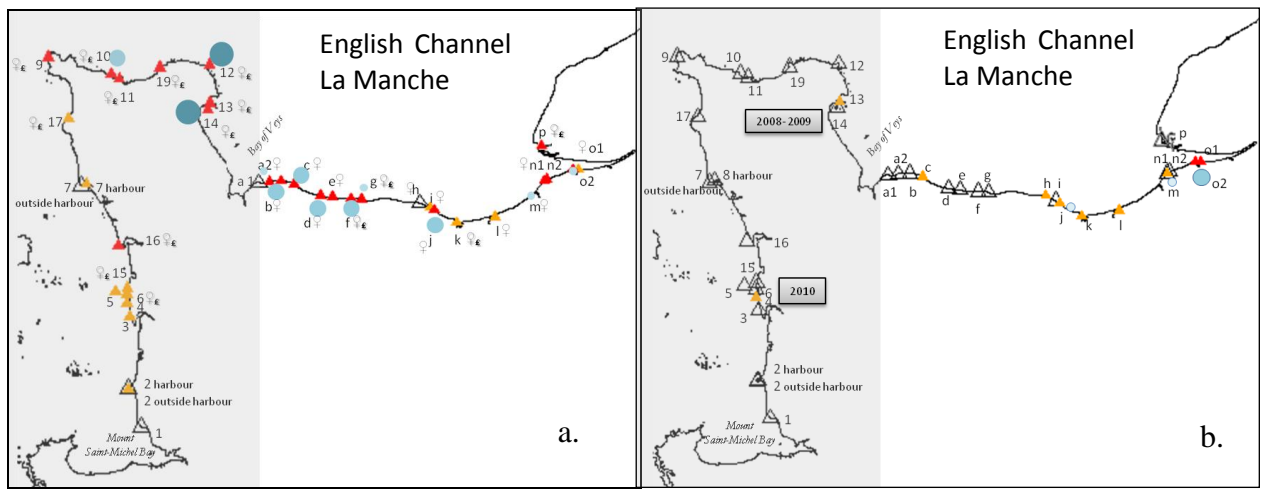 English Channel
La Manche
♀£ 9
10 ♀£
♀£ 11
19 ♀£
12 ♀£
13 ♀£
14
♀£
♀£ 17
Bay of Veys
7
7 harbour
outside harbour
16 ♀£
♀£
15
5
6 ♀£
4
3
2 harbour
2 outside harbour
1
Mount
Saint-Michel Bay
a 1
a2 ♀
b ♀
c ♀
d ♀
e ♀
f ♀£
g ♀£
♀ h
i
j
♀
k ♀£
l ♀
m ♀
♀ n1 n2
♀ o1
o2
p ♀£
a.
English Channel
La Manche
9
10
11
19
12
13
14
17
2008-2009
7
8 harbour
outside harbour
16
15
5
6
4
3
2010
2 harbour
2 outside harbour
1
Mount
Saint-Michel Bay
a1
a2
b
c
d
e
f
g
h
i
j
k
l
m
n1 n2
o1
o2
p
b.